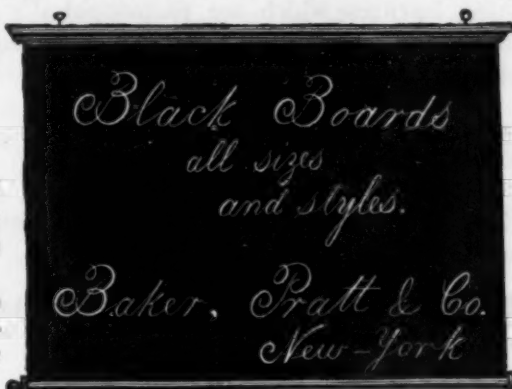 Black Boards
all sizes
and styles.
Baker, Pratt & Co.
New-York